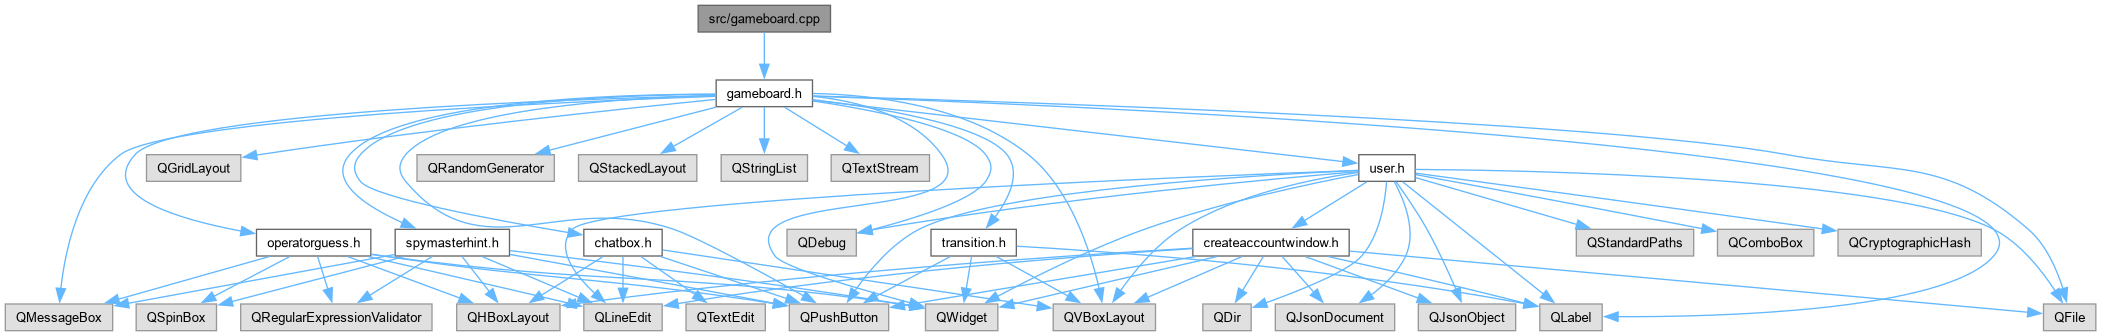 src/gameboard.cpp
gameboard.h
QGridLayout
QRandomGenerator
QStackedLayout
QStringList
QTextStream
user.h
operatorguess.h
spymasterhint.h
chatbox.h
QDebug
transition.h
createaccountwindow.h
QStandardPaths
QComboBox
QCryptographicHash
QMessageBox
QSpinBox
QRegularExpressionValidator
QHBoxLayout
QLineEdit
QTextEdit
QPushButton
QWidget
QVBoxLayout
QDir
QJsonDocument
QJsonObject
QLabel
QFile